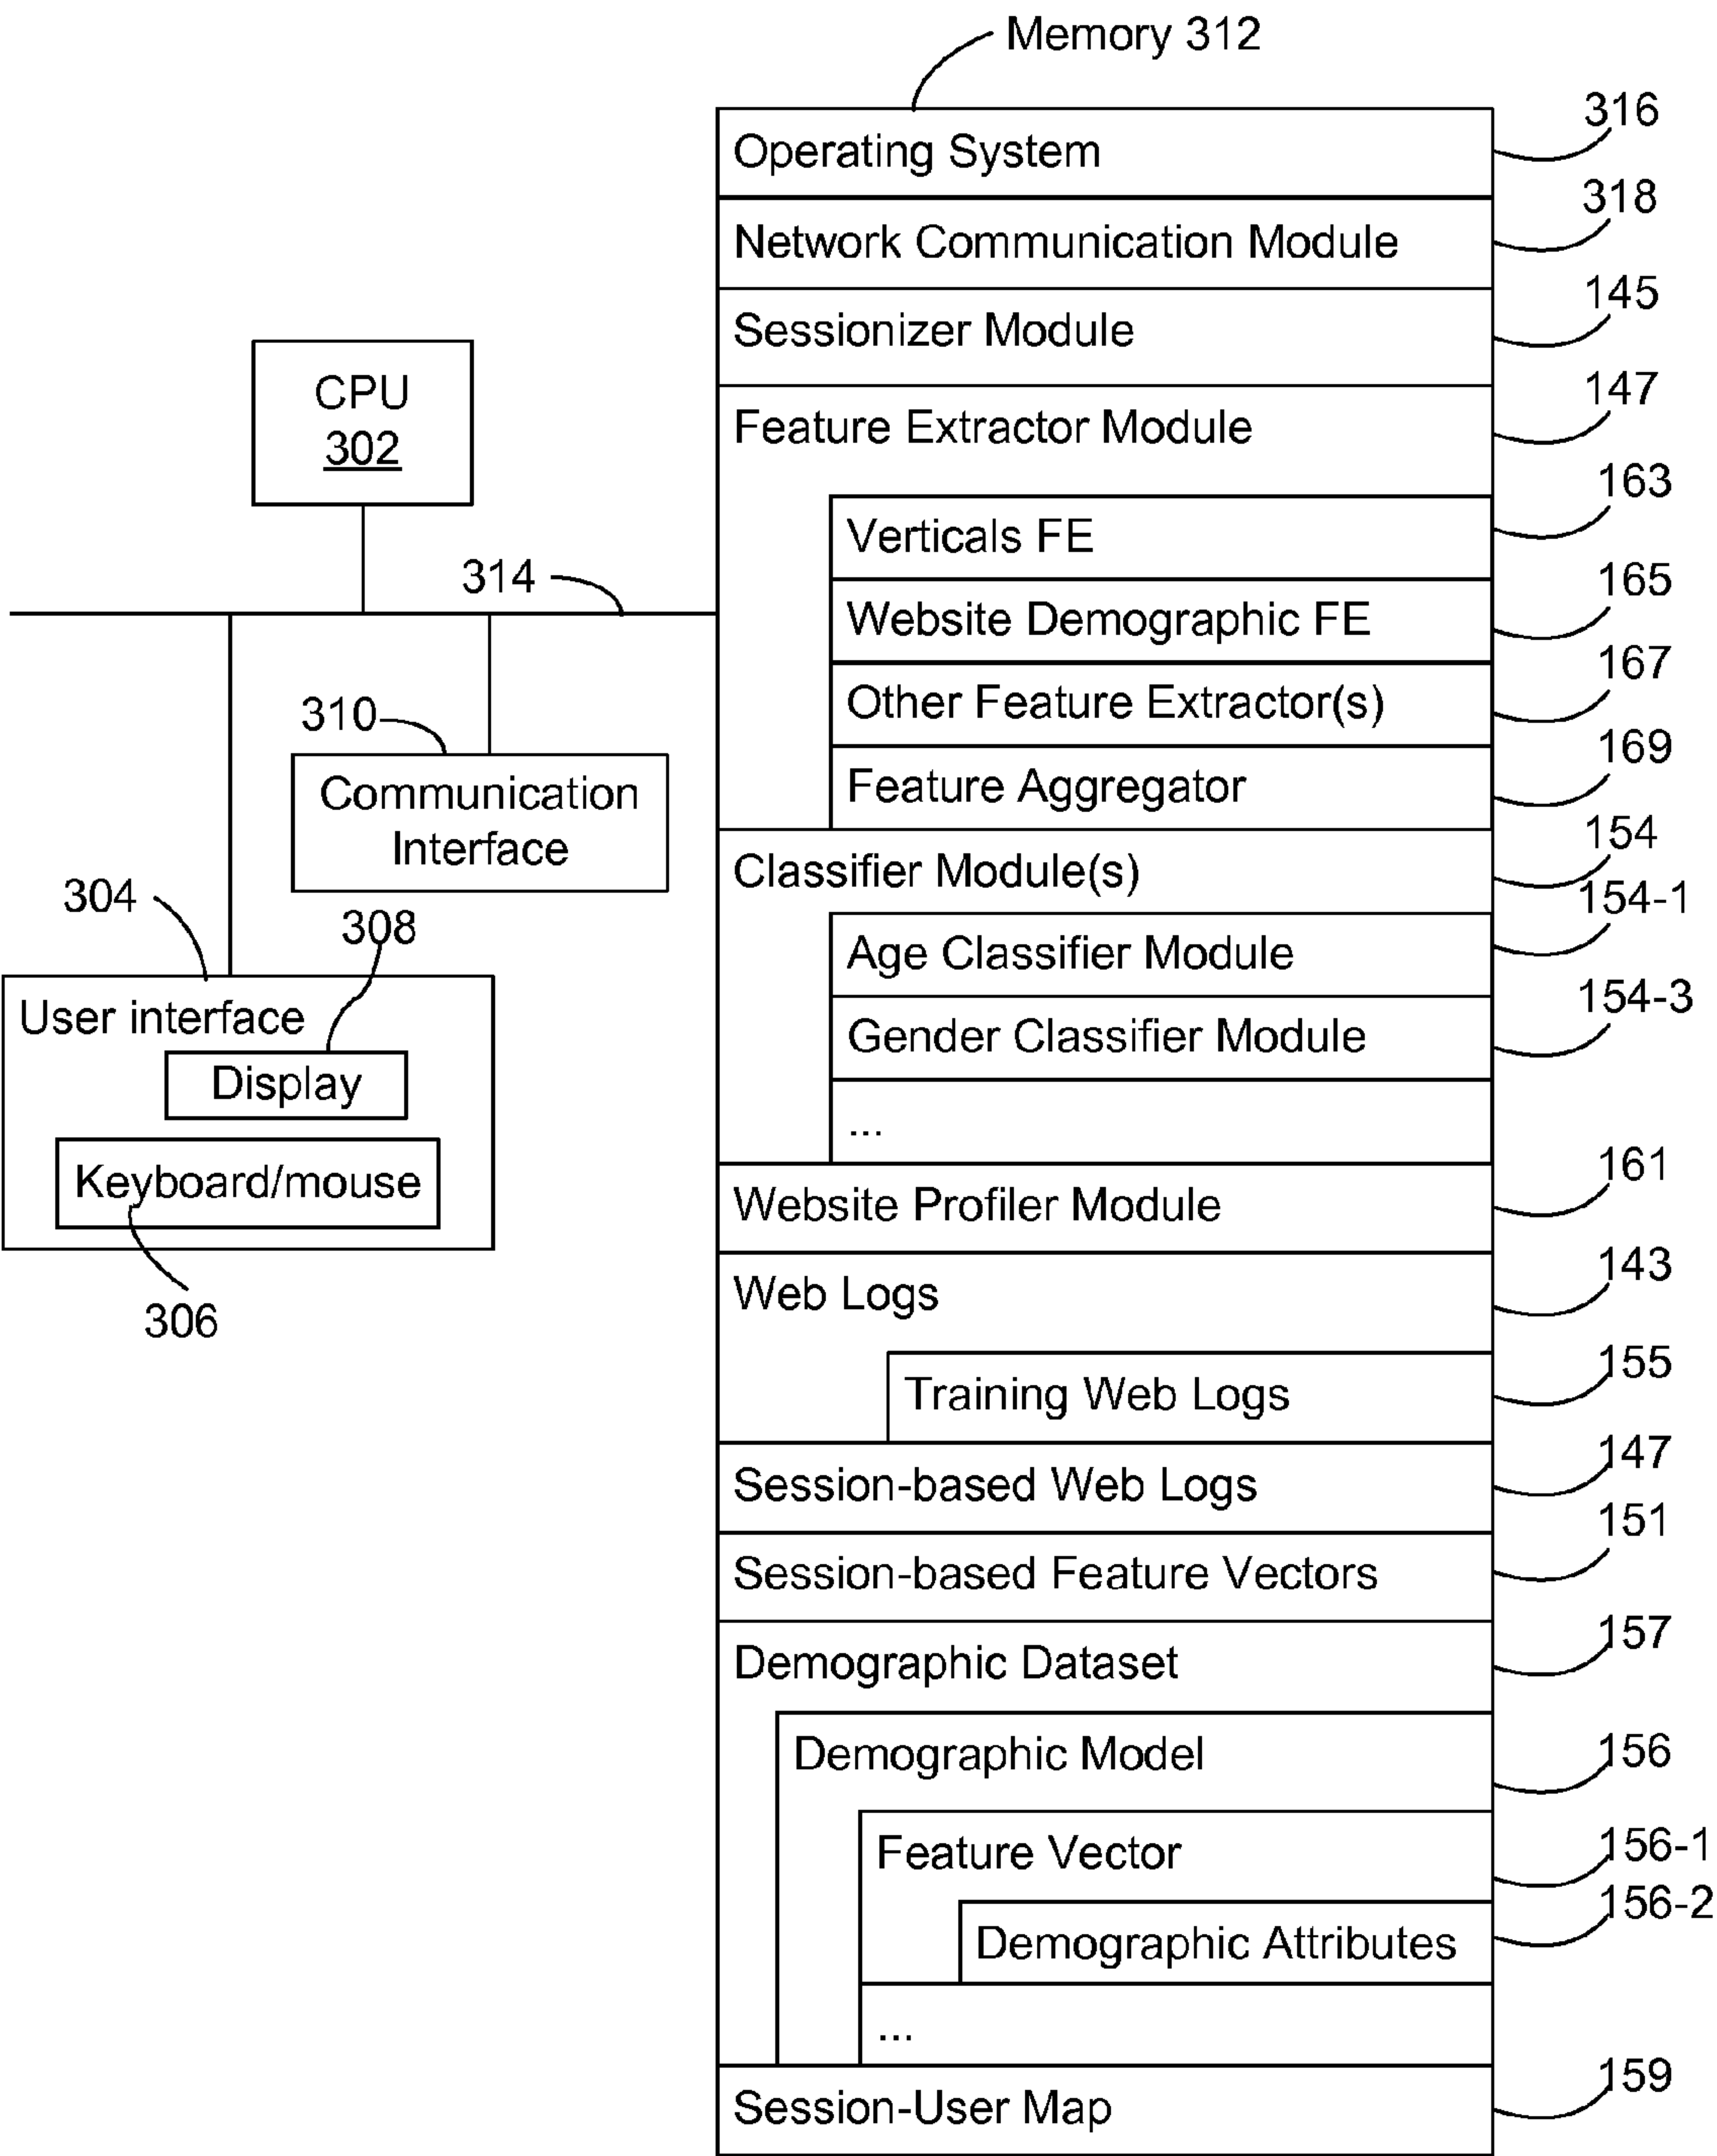 Memory 312
Operating System
316
Network Communication Module
318
Sessionizer Module
145
Feature Extractor Module
147
Verticals FE
163
Website Demographic FE
165
Other Feature Extractor(s)
167
Feature Aggregator
169
Classifier Module(s)
154
Age Classifier Module
154-1
Gender Classifier Module
154-3
...
Website Profiler Module
161
Web Logs
143
Training Web Logs
155
Session-based Web Logs
147
Session-based Feature Vectors
151
Demographic Dataset
157
Demographic Model
156
Feature Vector
156-1
Demographic Attributes
156-2
...
Session-User Map
159
CPU
302
314
310
Communication
Interface
304
308
User interface
Display
Keyboard/mouse
306